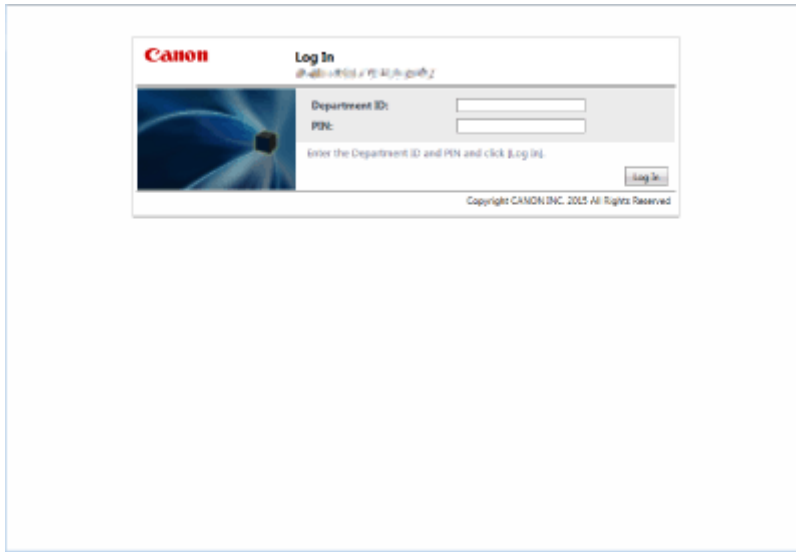 Canon
Log In
Department ID:
PIN:
Enter the Department ID and PIN and click [Log In].
Log In
Copyright CANON INC. 2015 All Rights Reserved